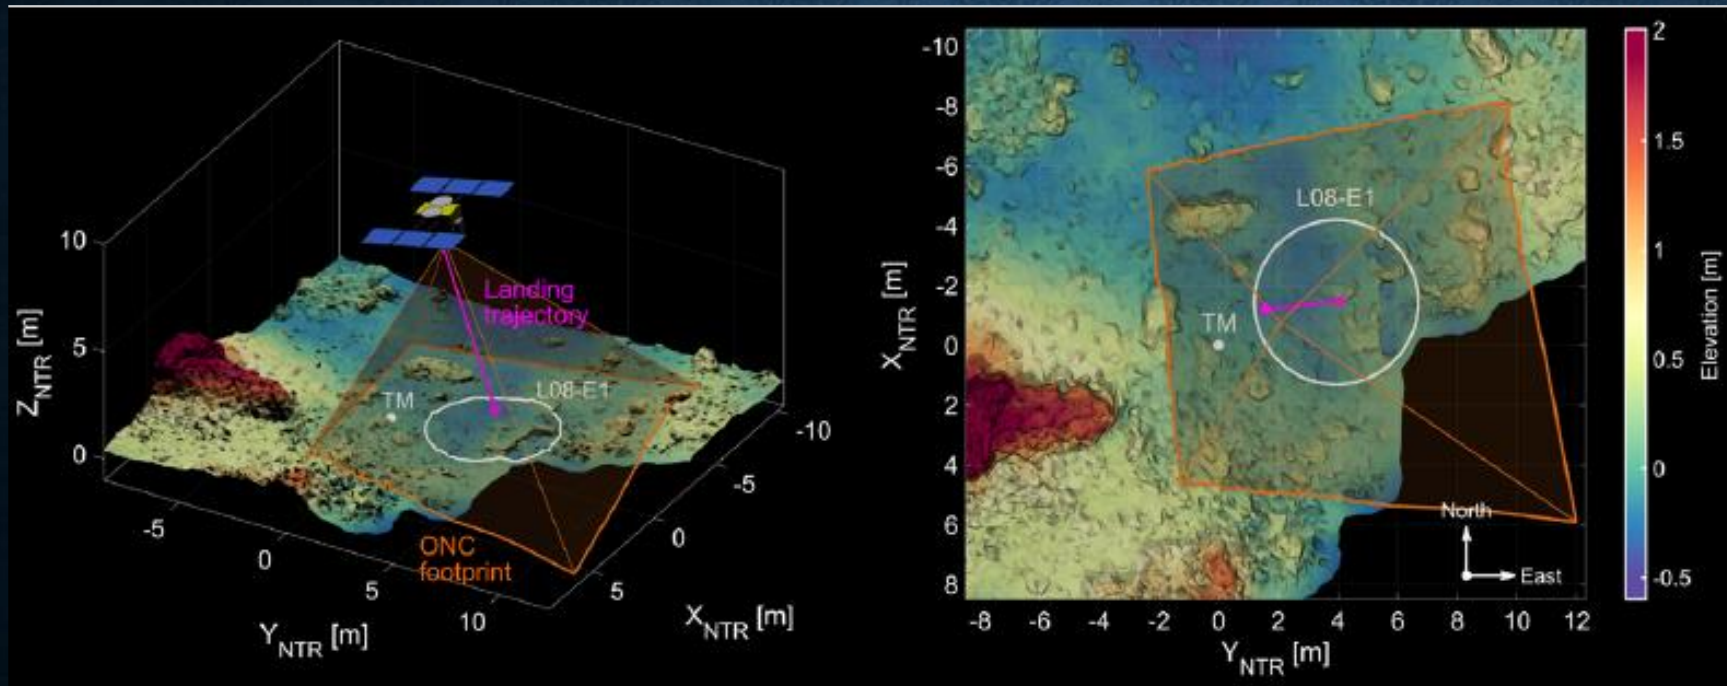 10
5
0
Z_NTR [m]
-5
0
5
10
Y_NTR [m]
-10
-5
0
5
X_NTR [m]
Landing
trajectory
L08-E1
TM
ONC
footprint
-10
-8
-6
-4
-2
0
2
4
6
8
X_NTR [m]
-8
-6
-4
-2
0
2
4
6
8
10
12
Y_NTR [m]
L08-E1
TM
North
East
2
1.5
1
0.5
0
-0.5
Elevation [m]